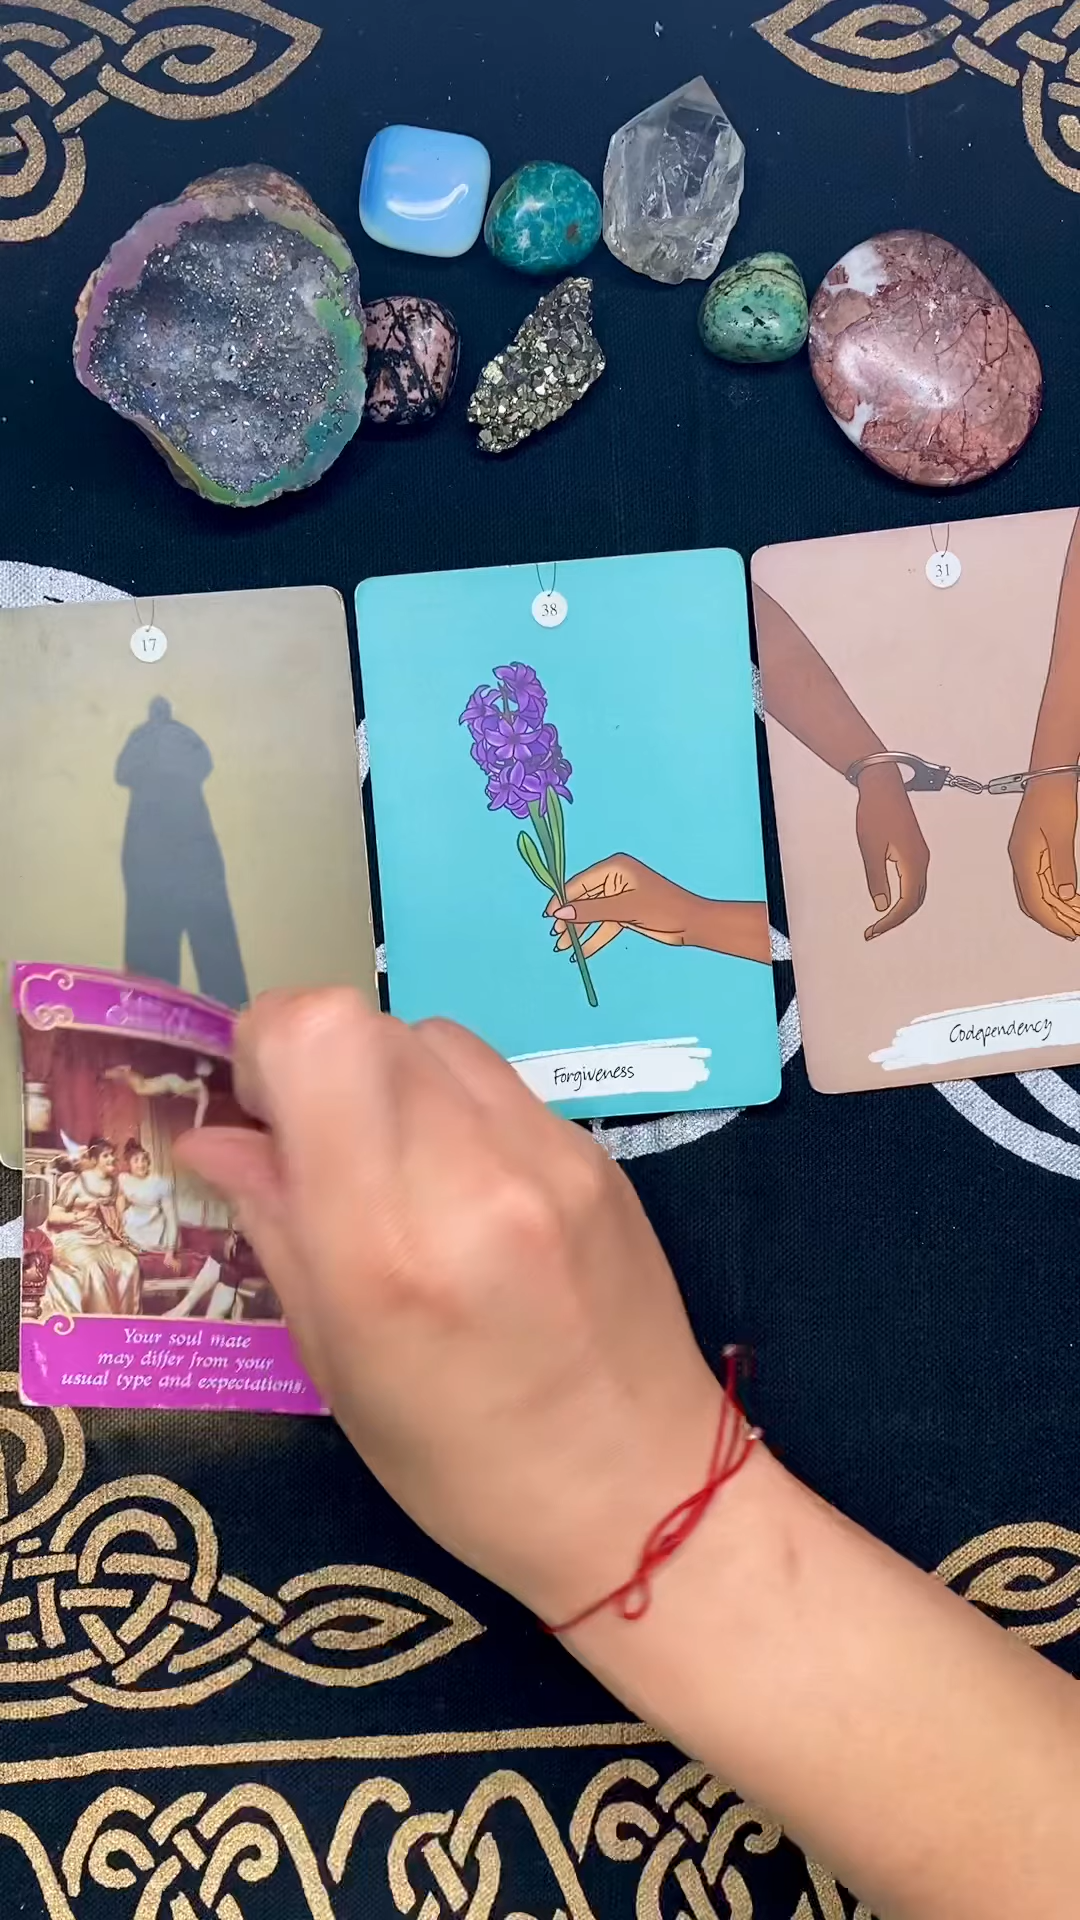 17
38
31
Forgiveness
Codependency
Your soul mate
may differ from your
usual type and expectations.